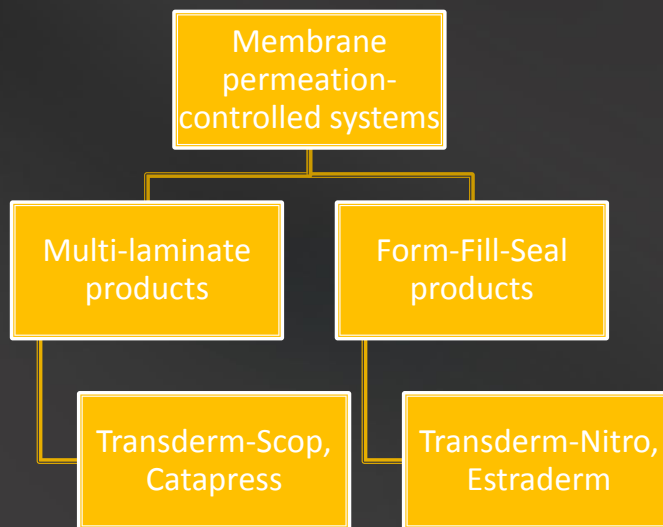 Membrane
permeation-
controlled systems
Multi-laminate
products
Form-Fill-Seal
products
Transderm-Scop,
Catapress
Transderm-Nitro,
Estraderm